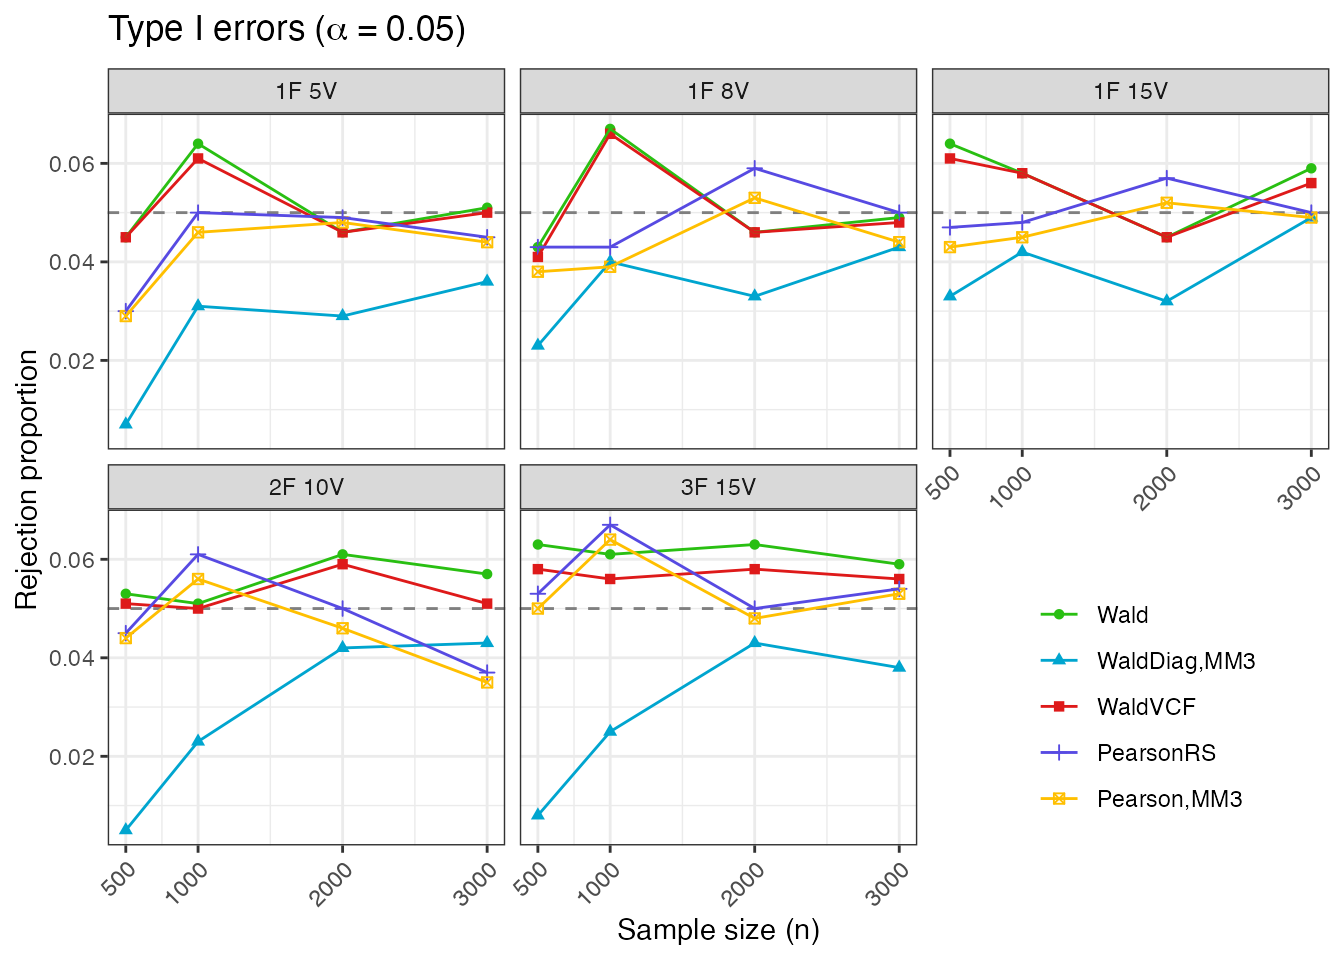 Type I errors (α = 0.05)
1F 5V
1F 8V
1F 15V
0.06
0.04
0.02
500
1000
2000
3000
2F 10V
3F 15V
0.06
0.04
0.02
500
1000
2000
3000
500
1000
2000
3000
Rejection proportion
Sample size (n)
Wald
WaldDiag,MM3
WaldVCF
PearsonRS
Pearson,MM3